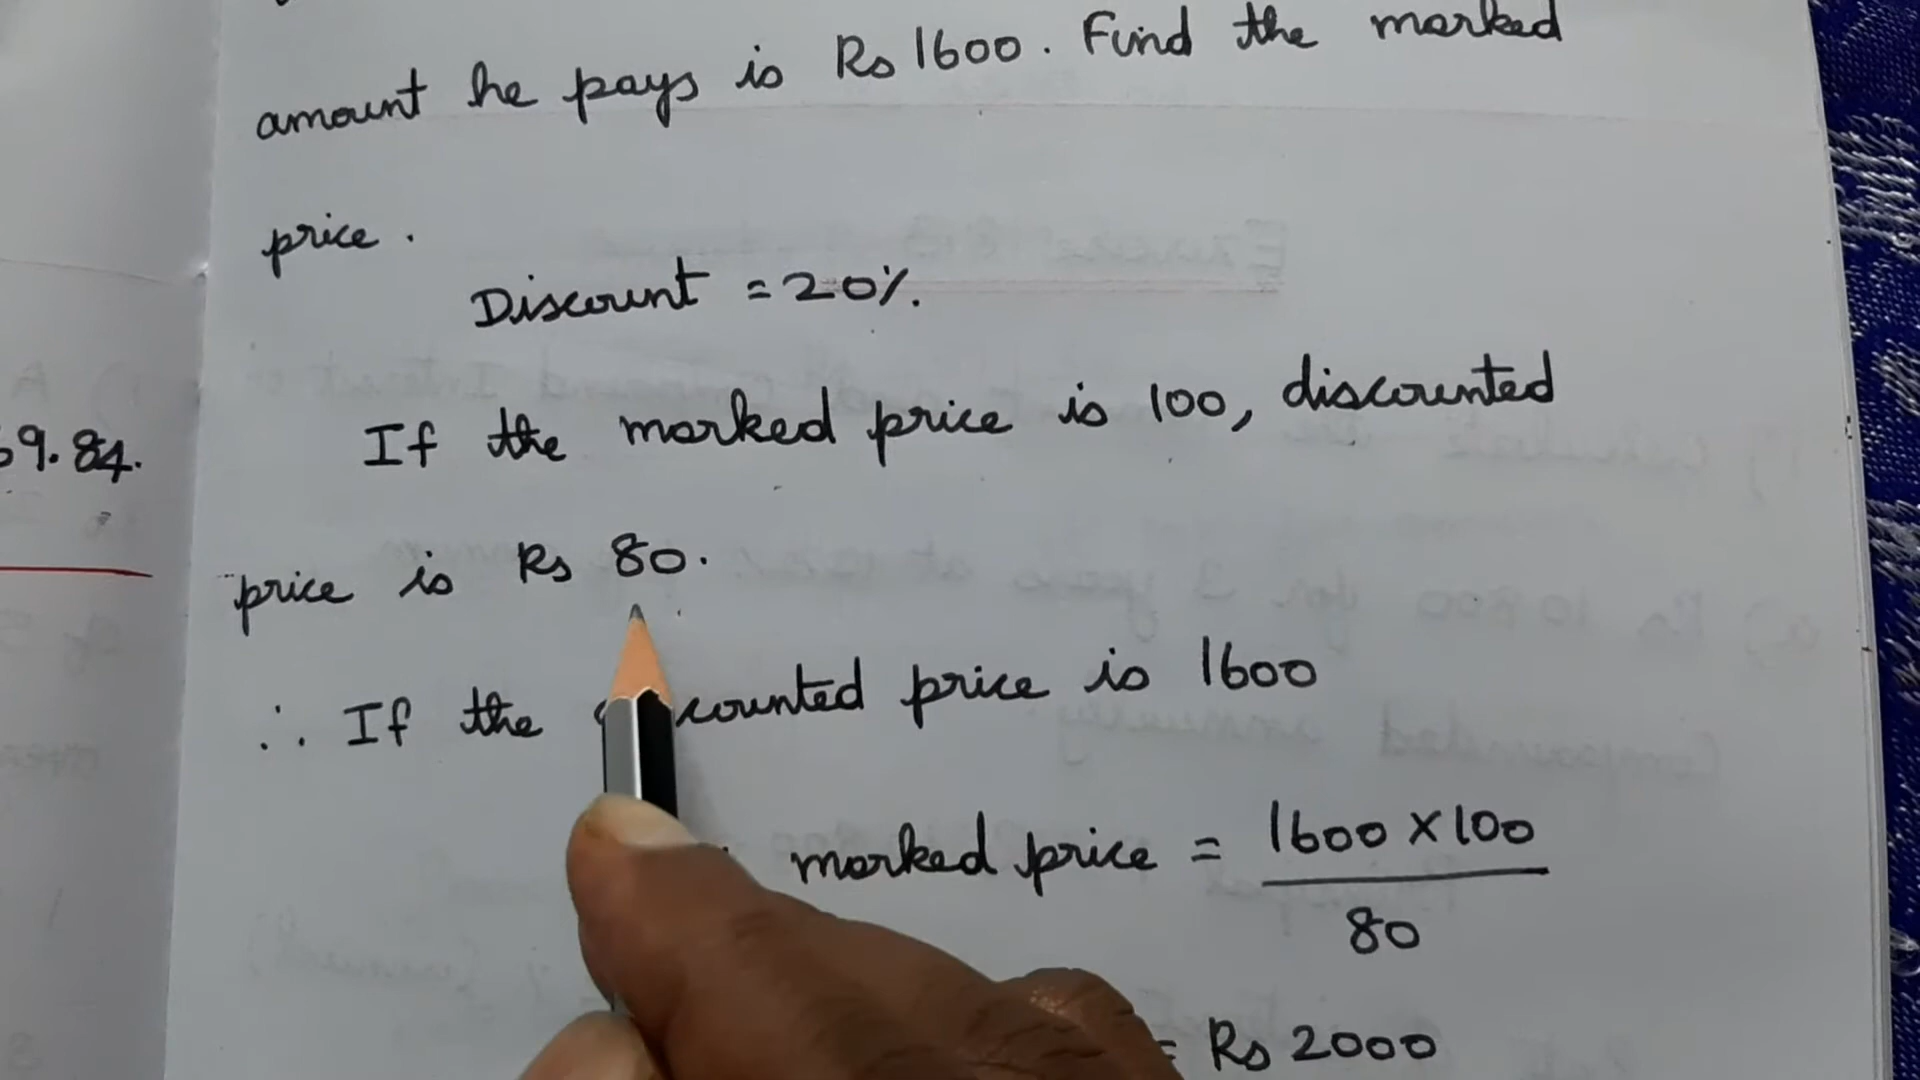 amount he pays is Rs 1600. Find the marked
price.
Discount = 20%.
If the marked price is 100, discounted
price is Rs 80.
∴ If the counted price is 1600
marked price = 1600 × 100
80
= Rs 2000
69.84.